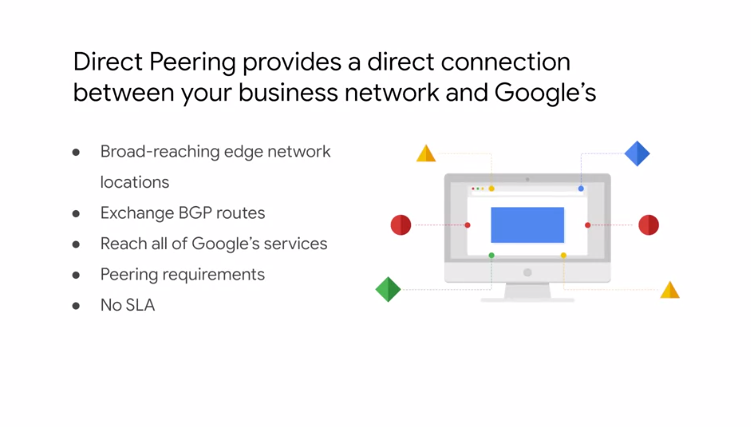 Direct Peering provides a direct connection
between your business network and Google's
● Broad-reaching edge network
locations
● Exchange BGP routes
● Reach all of Google's services
● Peering requirements
● No SLA